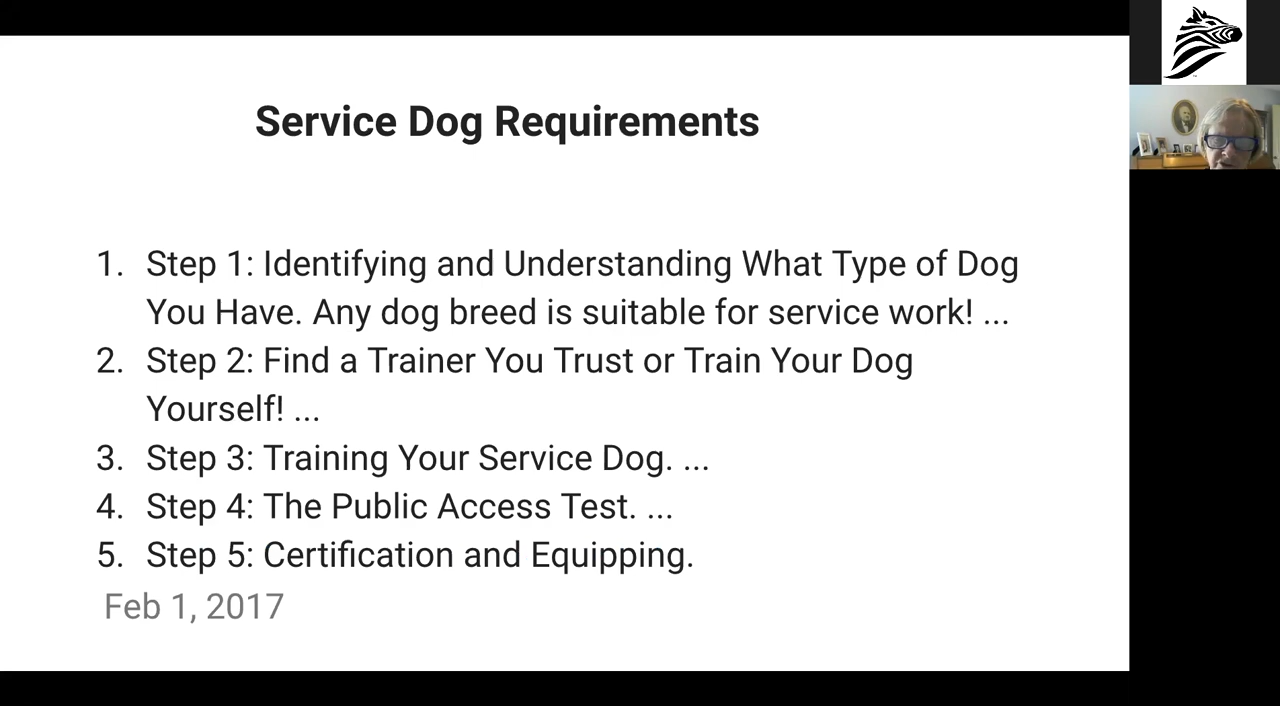 Service Dog Requirements
1. Step 1: Identifying and Understanding What Type of Dog
You Have. Any dog breed is suitable for service work! ...
2. Step 2: Find a Trainer You Trust or Train Your Dog
Yourself! ...
3. Step 3: Training Your Service Dog. ...
4. Step 4: The Public Access Test. ...
5. Step 5: Certification and Equipping.
Feb 1, 2017